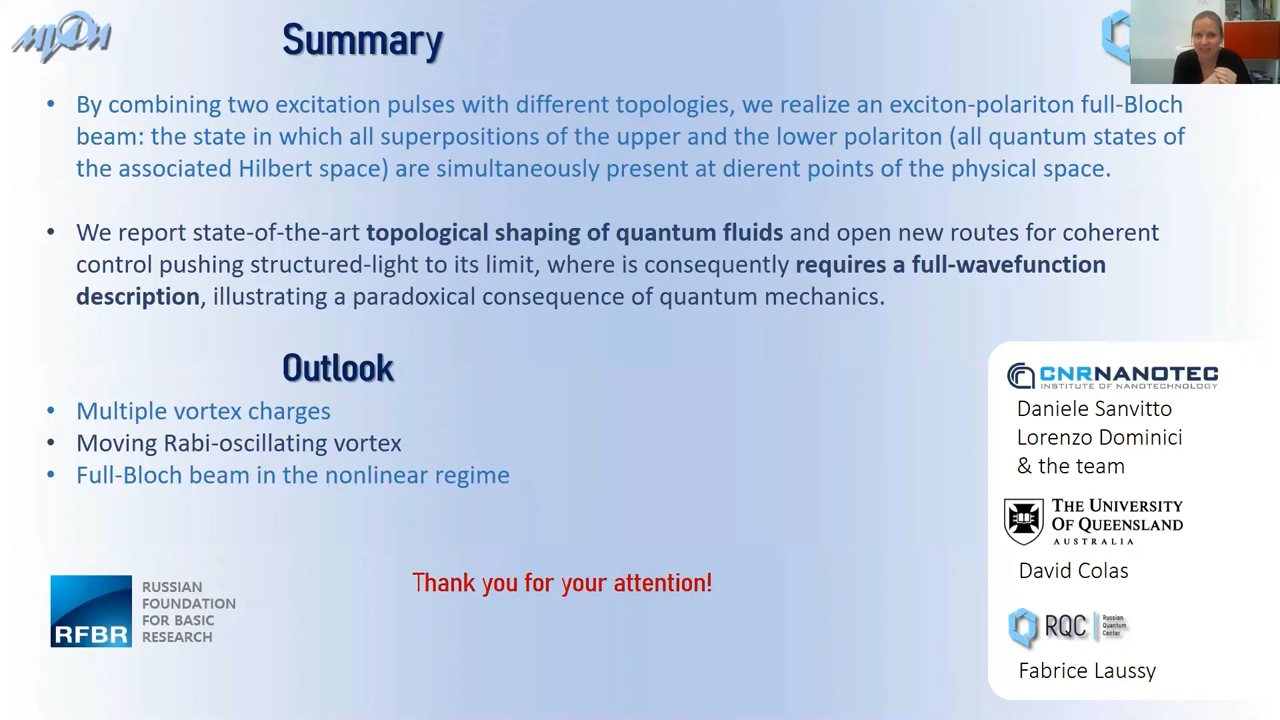 Summary
• By combining two excitation pulses with different topologies, we realize an exciton-polariton full-Bloch
beam: the state in which all superpositions of the upper and the lower polariton (all quantum states of
the associated Hilbert space) are simultaneously present at dierent points of the physical space.
• We report state-of-the-art topological shaping of quantum fluids and open new routes for coherent
control pushing structured-light to its limit, where is consequently requires a full-wavefunction
description, illustrating a paradoxical consequence of quantum mechanics.
Outlook
• Multiple vortex charges
• Moving Rabi-oscillating vortex
• Full-Bloch beam in the nonlinear regime
Thank you for your attention!
RFBR
RUSSIAN
FOUNDATION
FOR BASIC
RESEARCH
CNRNANOTEC
INSTITUTE OF NANOTECHNOLOGY
Daniele Sanvitto
Lorenzo Dominici
& the team
THE UNIVERSITY
OF QUEENSLAND
AUSTRALIA
David Colas
RQC
Russian
Quantum
Center
Fabrice Laussy